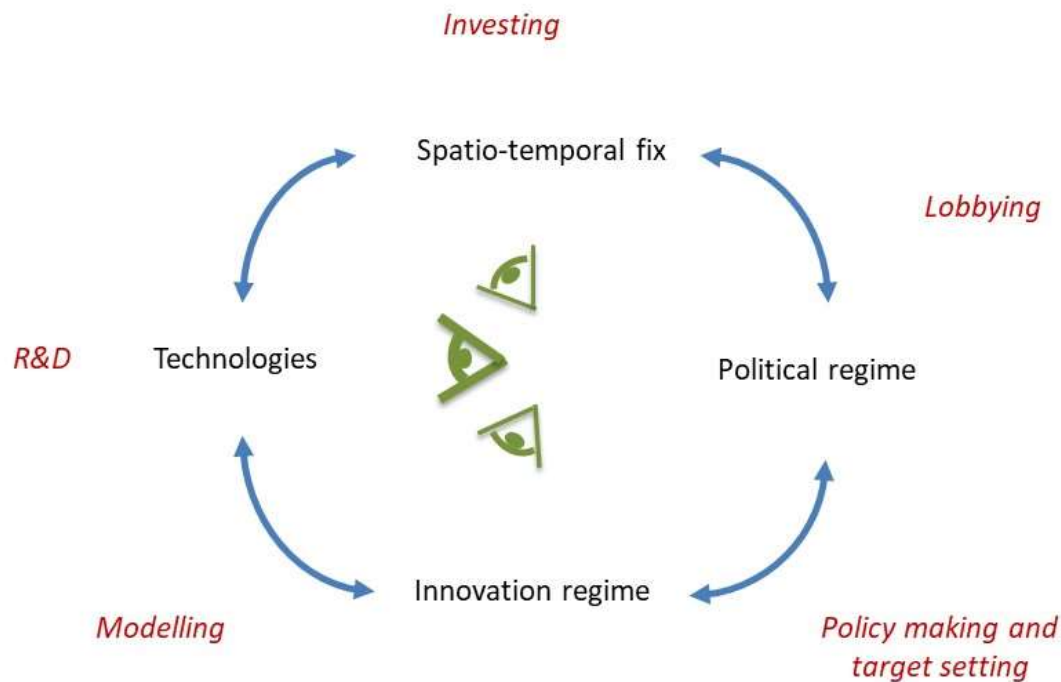 Investing
Spatio-temporal fix
Lobbying
R&D
Technologies
Political regime
Innovation regime
Modelling
Policy making and
target setting